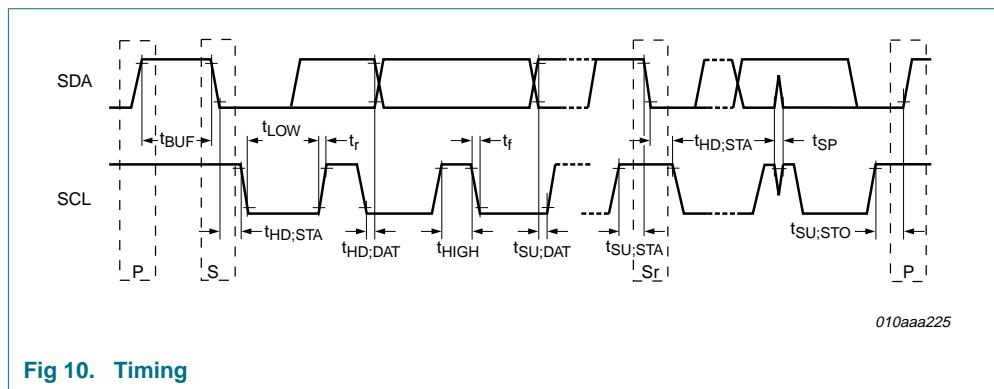 SDA
tBUF
tLOW
tr
tf
tHD;STA
tSP
SCL
tHD;STA
tHD;DAT
tHIGH
tSU;DAT
tSU;STA
tSU;STO
P
S
Sr
P
010aaa225
Fig 10. Timing